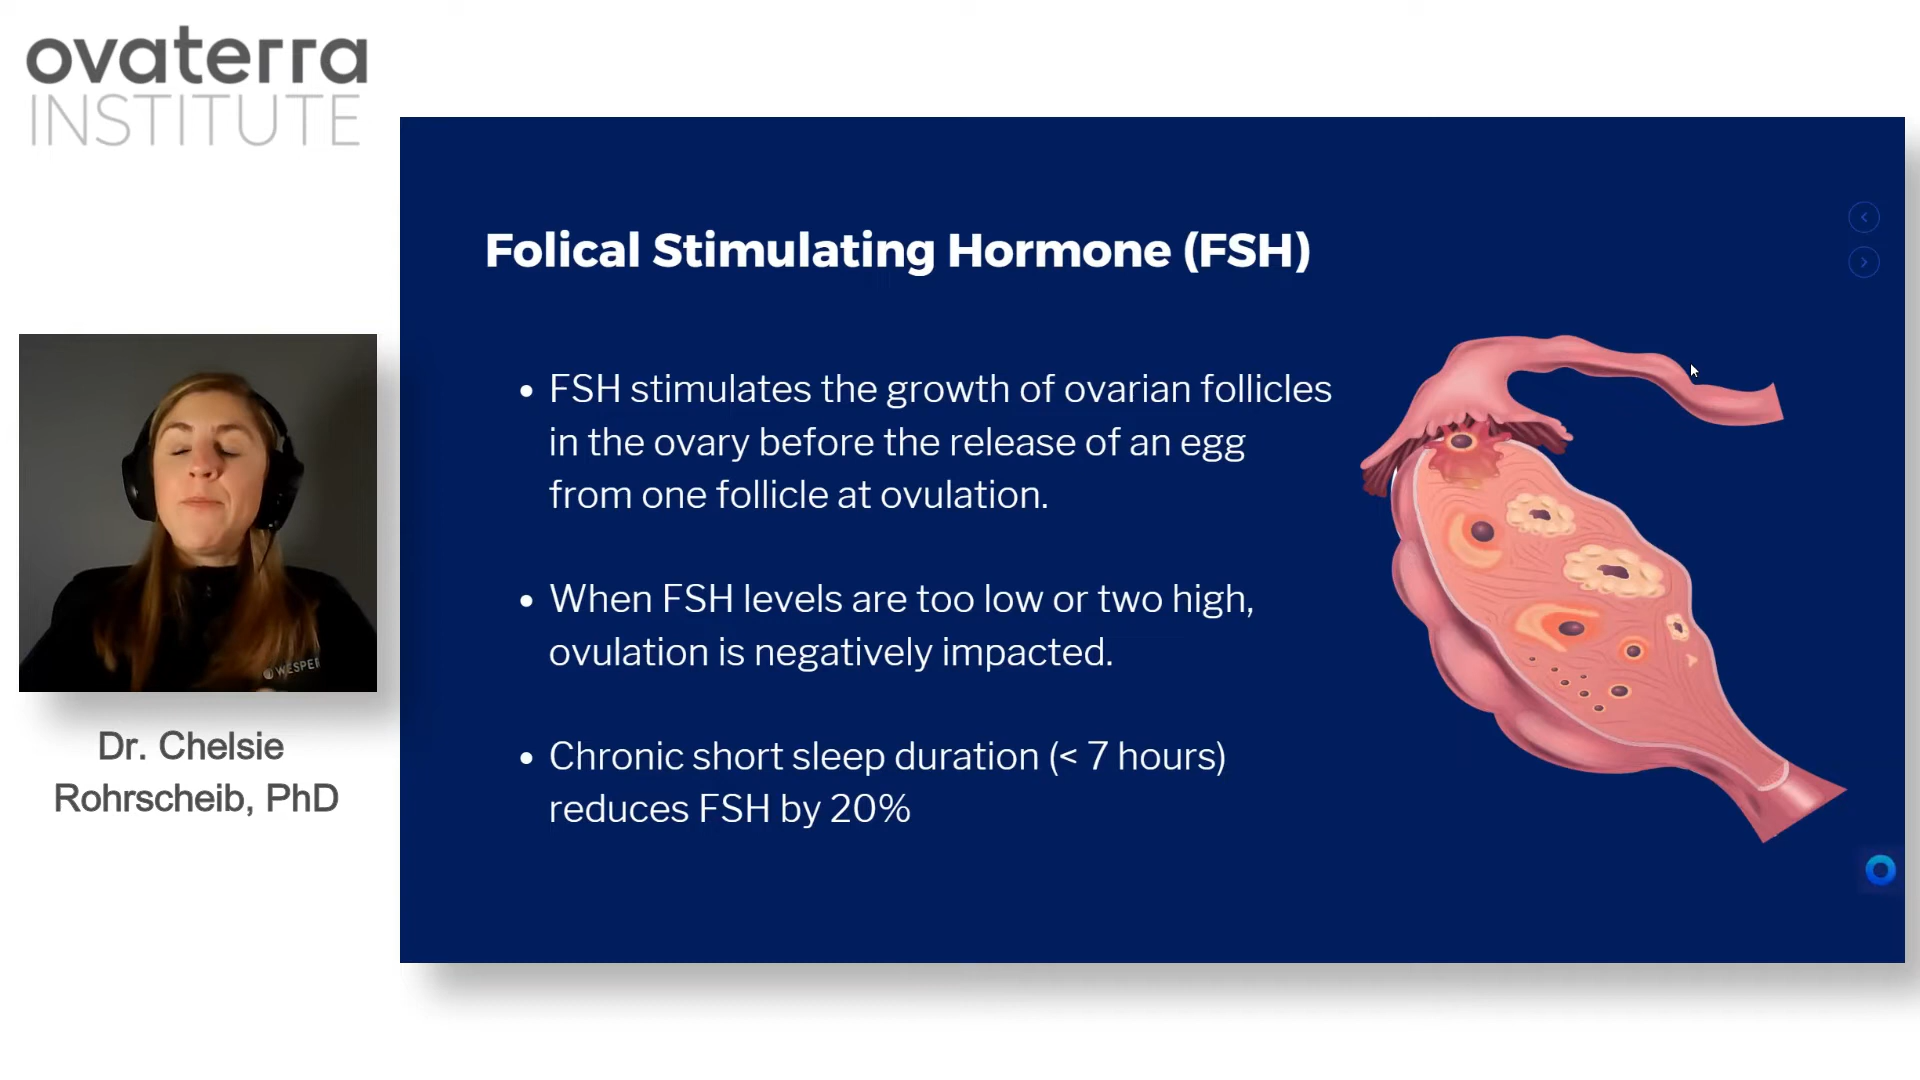 ovaterra
INSTITUTE
Folical Stimulating Hormone (FSH)
• FSH stimulates the growth of ovarian follicles
in the ovary before the release of an egg
from one follicle at ovulation.
• When FSH levels are too low or two high,
ovulation is negatively impacted.
• Chronic short sleep duration (< 7 hours)
reduces FSH by 20%
WESPER
Dr. Chelsie
Rohrscheib, PhD